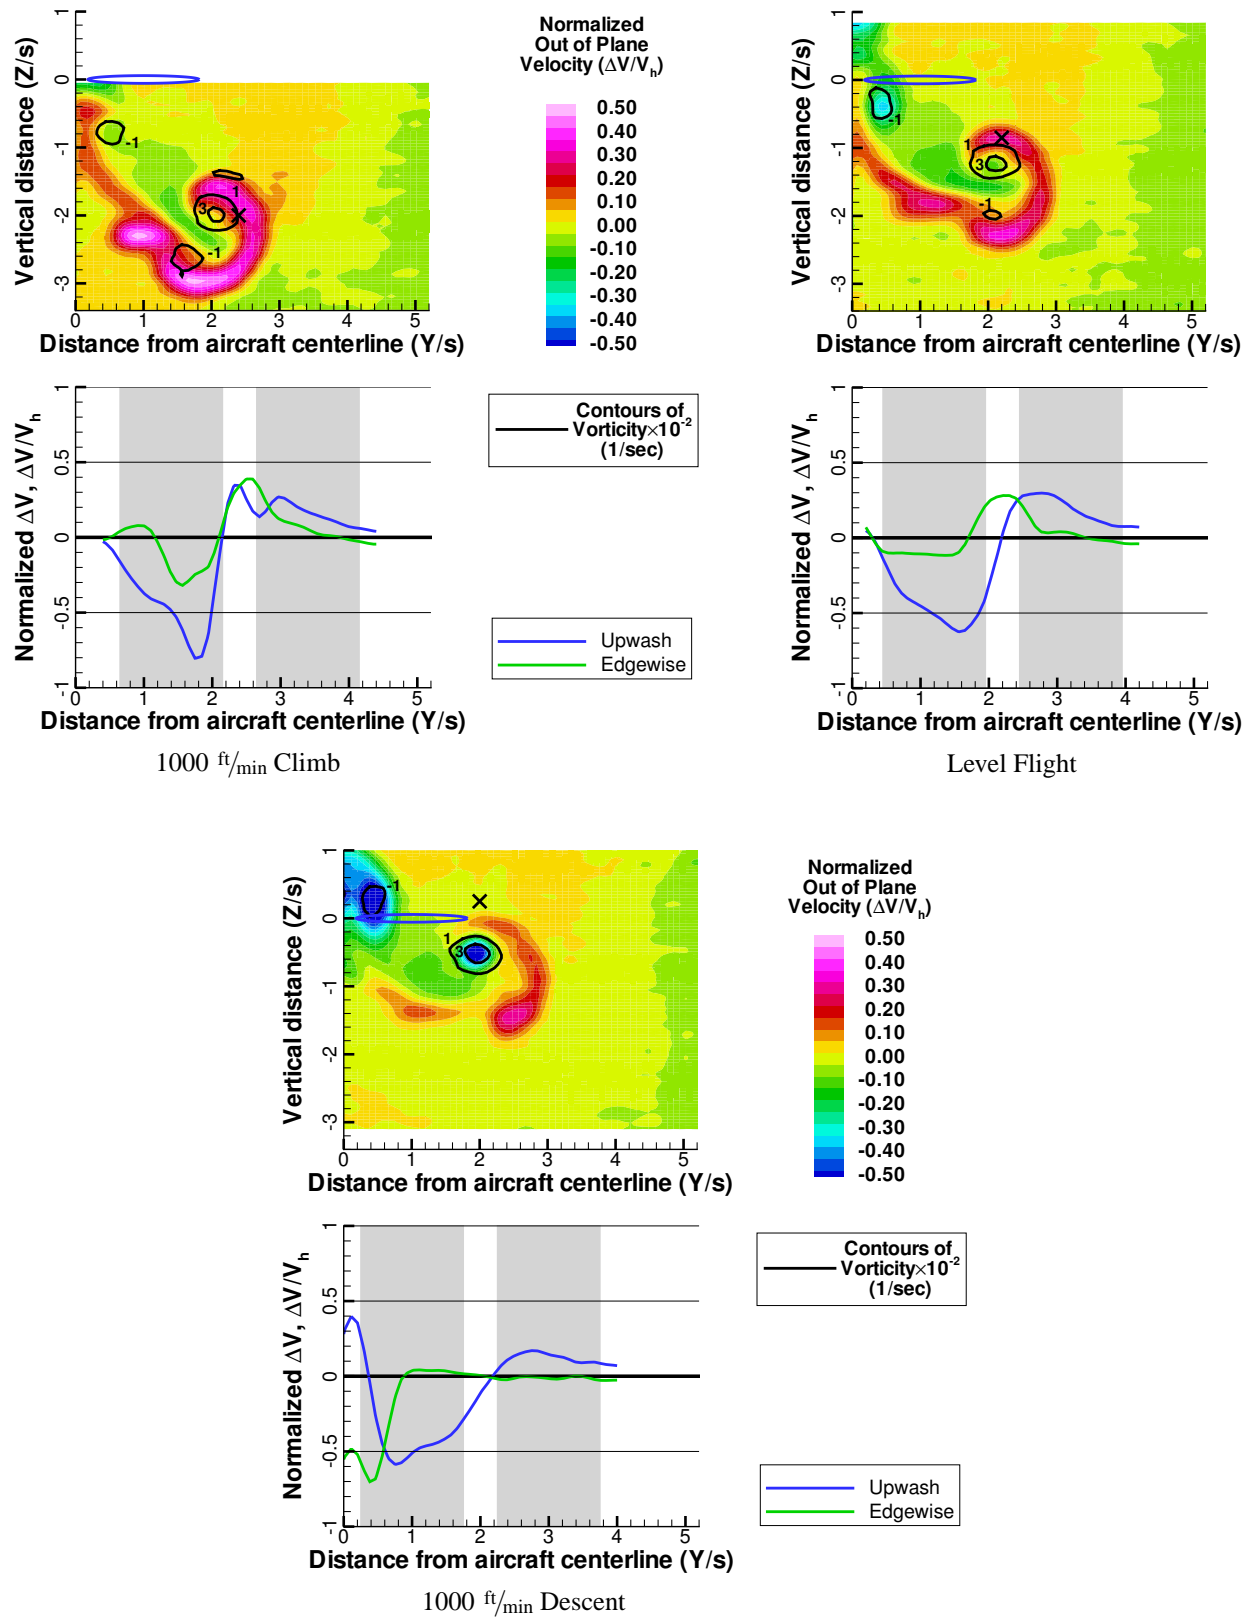 Normalized
Out of Plane
Velocity (ΔV/Vh)
0.50
0.40
0.30
0.20
0.10
0.00
-0.10
-0.20
-0.30
-0.40
-0.50
Vertical distance (Z/s)
1
0
-1
-2
-3
-1
1
3
-1
0 1 2 3 4 5
Distance from aircraft centerline (Y/s)
Vertical distance (Z/s)
1
0
-1
-2
-3
-1
1
3
-1
0 1 2 3 4 5
Distance from aircraft centerline (Y/s)
Normalized ΔV, ΔV/Vh
1
0.5
0
-0.5
-1
0 1 2 3 4 5
Distance from aircraft centerline (Y/s)
1000 ft/min Climb
Contours of
Vorticity×10-2
(1/sec)
Upwash
Edgewise
Normalized ΔV, ΔV/Vh
1
0.5
0
-0.5
-1
0 1 2 3 4 5
Distance from aircraft centerline (Y/s)
Level Flight
Vertical distance (Z/s)
1
0
-1
-2
-3
-1
1
3
0 1 2 3 4 5
Distance from aircraft centerline (Y/s)
Normalized
Out of Plane
Velocity (ΔV/Vh)
0.50
0.40
0.30
0.20
0.10
0.00
-0.10
-0.20
-0.30
-0.40
-0.50
Normalized ΔV, ΔV/Vh
1
0.5
0
-0.5
-1
0 1 2 3 4 5
Distance from aircraft centerline (Y/s)
1000 ft/min Descent
Contours of
Vorticity×10-2
(1/sec)
Upwash
Edgewise